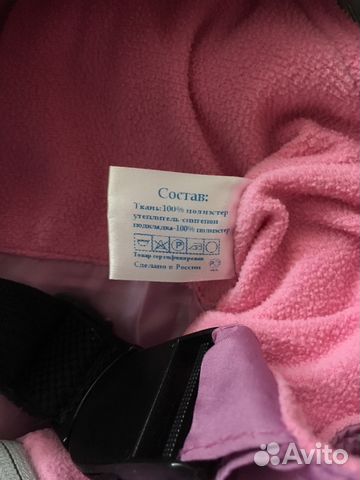 Состав:
Ткань:100% полиэстер
утеплитель синтепон
подкладка-100% полиэстер
P
Товар сертифицирован
Сделано в России
Avito